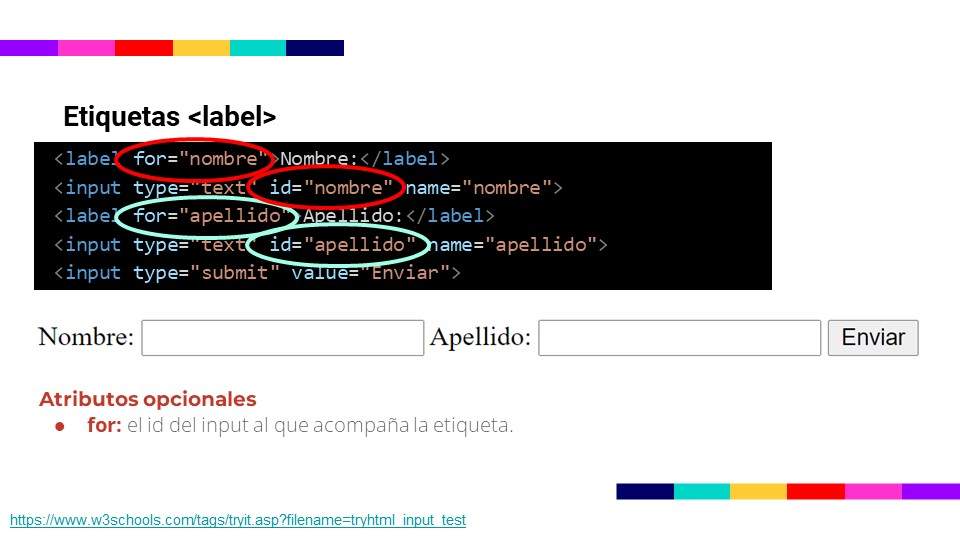 Etiquetas <label>
<label for="nombre">Nombre:</label>
<input type="text" id="nombre" name="nombre">
<label for="apellido">Apellido:</label>
<input type="text" id="apellido" name="apellido">
<input type="submit" value="Enviar">
Nombre: Apellido: Enviar
Atributos opcionales
● for: el id del input al que acompaña la etiqueta.
https://www.w3schools.com/tags/tryit.asp?filename=tryhtml_input_test